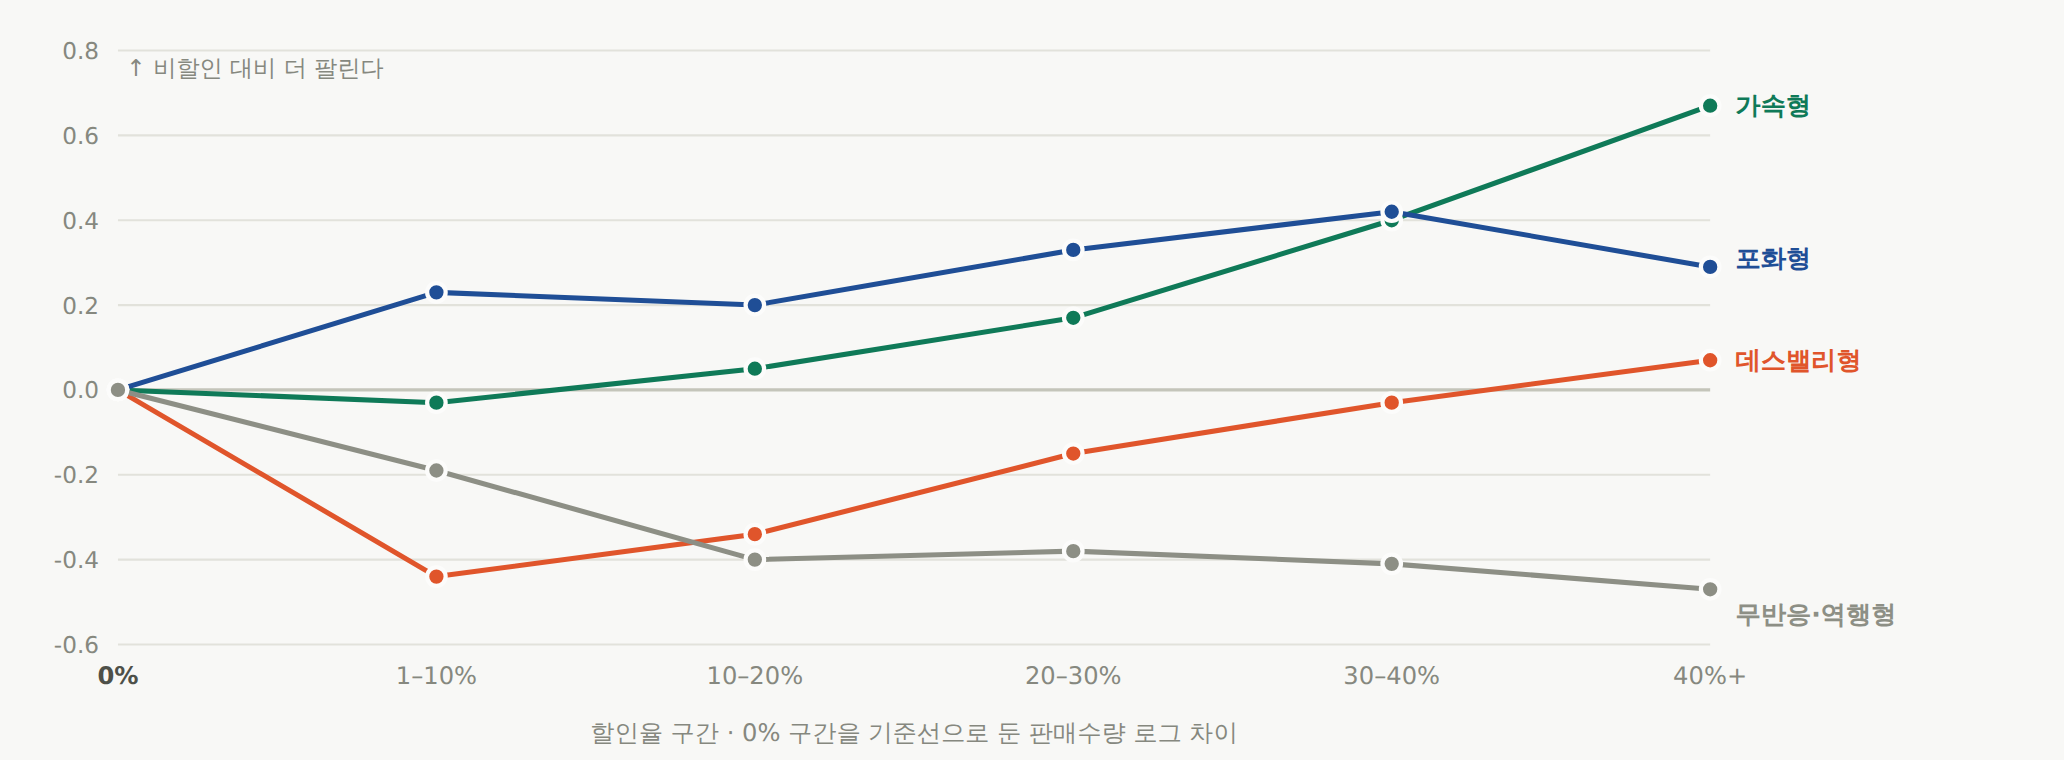 0.8
↑ 비할인 대비 더 팔린다
가속형
0.6
0.4
포화형
0.2
데스밸리형
0.0
-0.2
-0.4
무반응·역행형
-0.6
0% 1–10% 10–20% 20–30% 30–40% 40%+
할인율 구간 · 0% 구간을 기준선으로 둔 판매수량 로그 차이